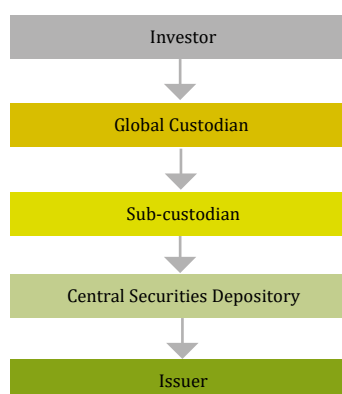 Investor
Global Custodian
Sub-custodian
Central Securities Depository
Issuer